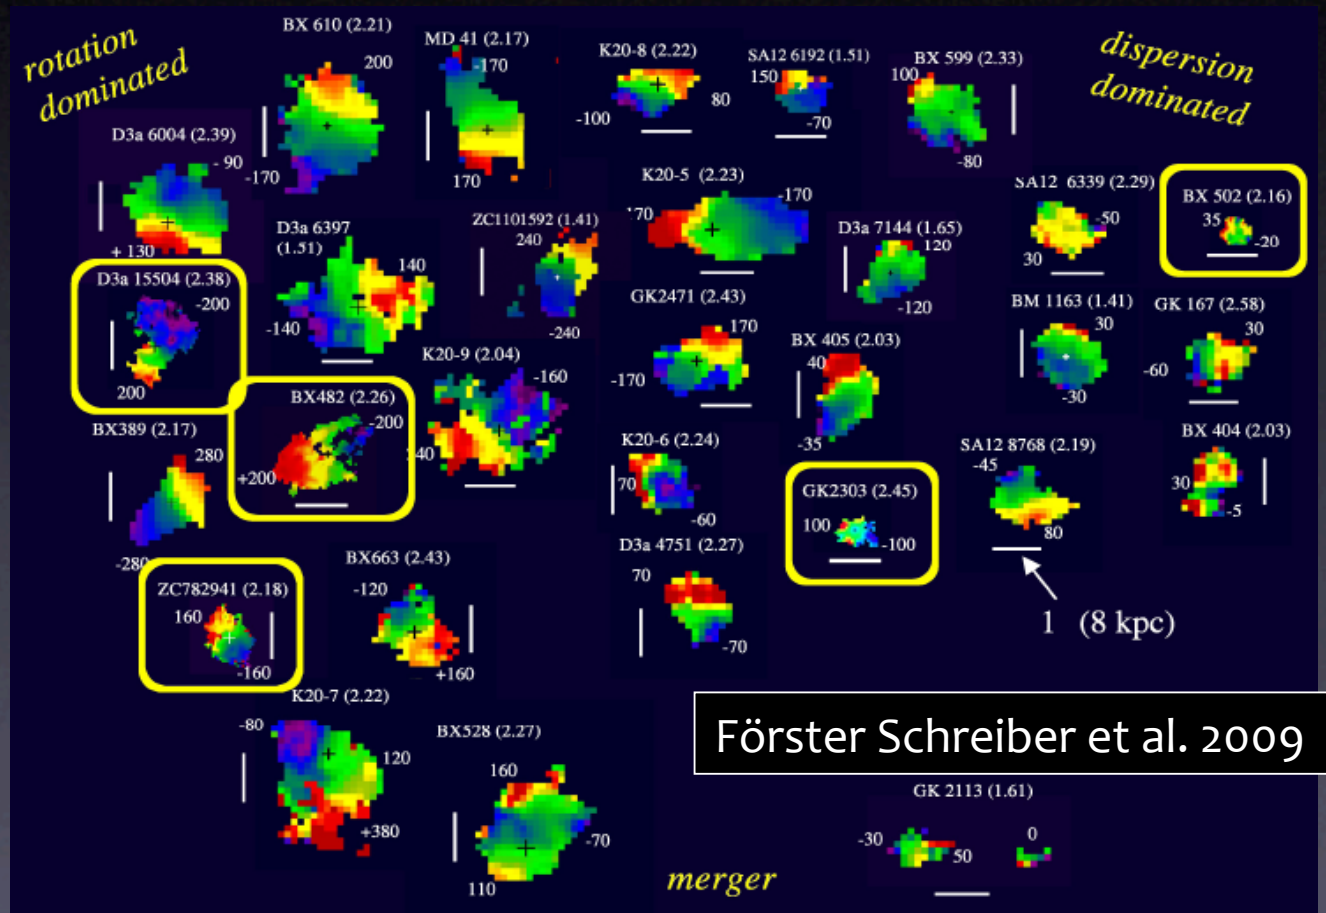 rotation
dominated
BX 610 (2.21)
200
-170
MD 41 (2.17)
-170
170
K20-8 (2.22)
80
-100
SA12 6192 (1.51)
150
-70
BX 599 (2.33)
100
-80
dispersion
dominated
D3a 6004 (2.39)
- 90
+ 130
D3a 6397
(1.51)
140
-140
ZC1101592 (1.41)
240
-240
K20-5 (2.23)
-170
170
D3a 7144 (1.65)
120
-120
SA12 6339 (2.29)
-50
30
BX 502 (2.16)
35
-20
D3a 15504 (2.38)
-200
200
GK2471 (2.43)
170
-170
BX 405 (2.03)
40
-35
BM 1163 (1.41)
30
-30
GK 167 (2.58)
30
-60
K20-9 (2.04)
-160
240
BX482 (2.26)
-200
+200
BX389 (2.17)
280
-280
K20-6 (2.24)
70
-60
GK2303 (2.45)
100
-100
SA12 8768 (2.19)
-45
80
BX 404 (2.03)
30
-5
ZC782941 (2.18)
160
-160
BX663 (2.43)
-120
+160
D3a 4751 (2.27)
70
-70
1 (8 kpc)
K20-7 (2.22)
-80
120
+380
BX528 (2.27)
160
-70
110
Förster Schreiber et al. 2009
GK 2113 (1.61)
-30
50
0
merger